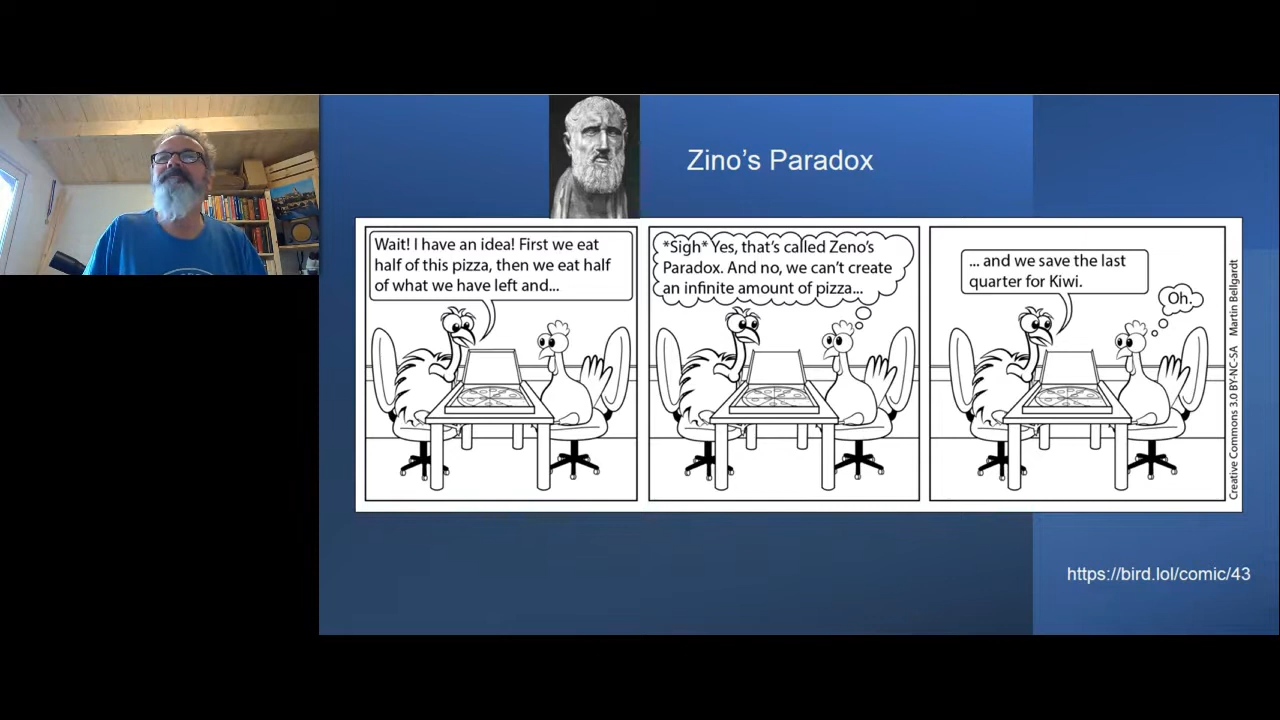 Zino’s Paradox
Wait! I have an idea! First we eat
half of this pizza, then we eat half
of what we have left and...
*Sigh* Yes, that’s called Zeno’s
Paradox. And no, we can’t create
an infinite amount of pizza...
... and we save the last
quarter for Kiwi.
Oh.
Creative Commons 3.0 BY-NC-SA Martin Bellgardt
https://bird.lol/comic/43